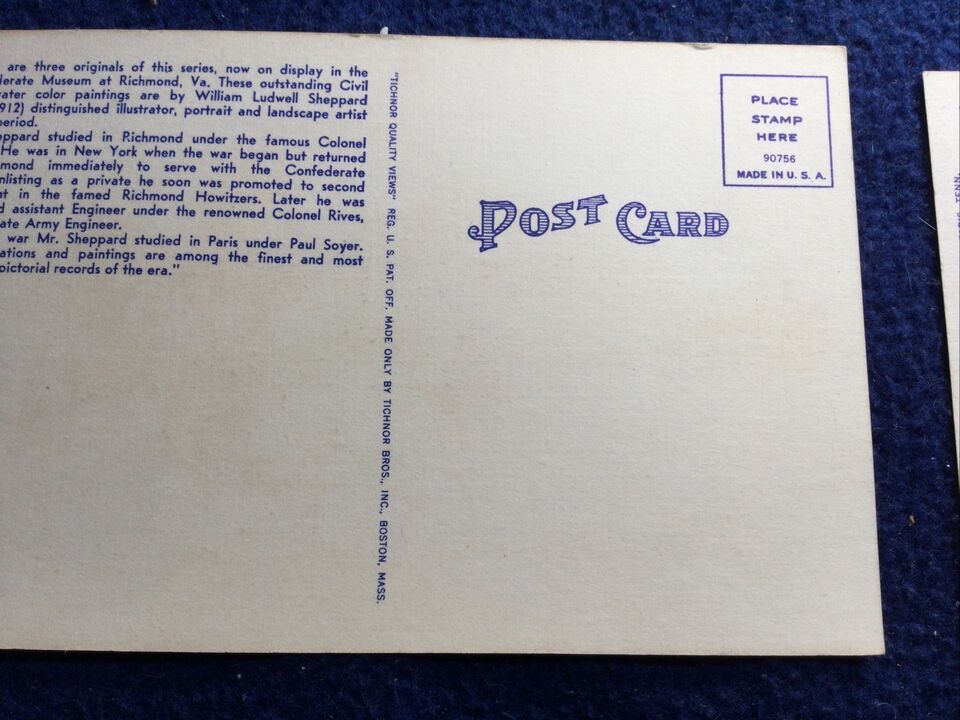 are three originals of this series, now on display in the
lerate Museum at Richmond, Va. These outstanding Civil
vater color paintings are by William Ludwell Sheppard
912) distinguished illustrator, portrait and landscape artist
period.
eppard studied in Richmond under the famous Colonel
He was in New York when the war began but returned
mond immediately to serve with the Confederate
nlisting as a private he soon was promoted to second
nt in the famed Richmond Howitzers. Later he was
d assistant Engineer under the renowned Colonel Rives,
ate Army Engineer.
war Mr. Sheppard studied in Paris under Paul Soyer.
ations and paintings are among the finest and most
pictorial records of the era."
"TICHNOR QUALITY VIEWS" REG. U. S. PAT. OFF. MADE ONLY BY TICHNOR BROS., INC., BOSTON, MASS.
POST CARD
PLACE
STAMP
HERE
90756
MADE IN U. S. A.
TENN.